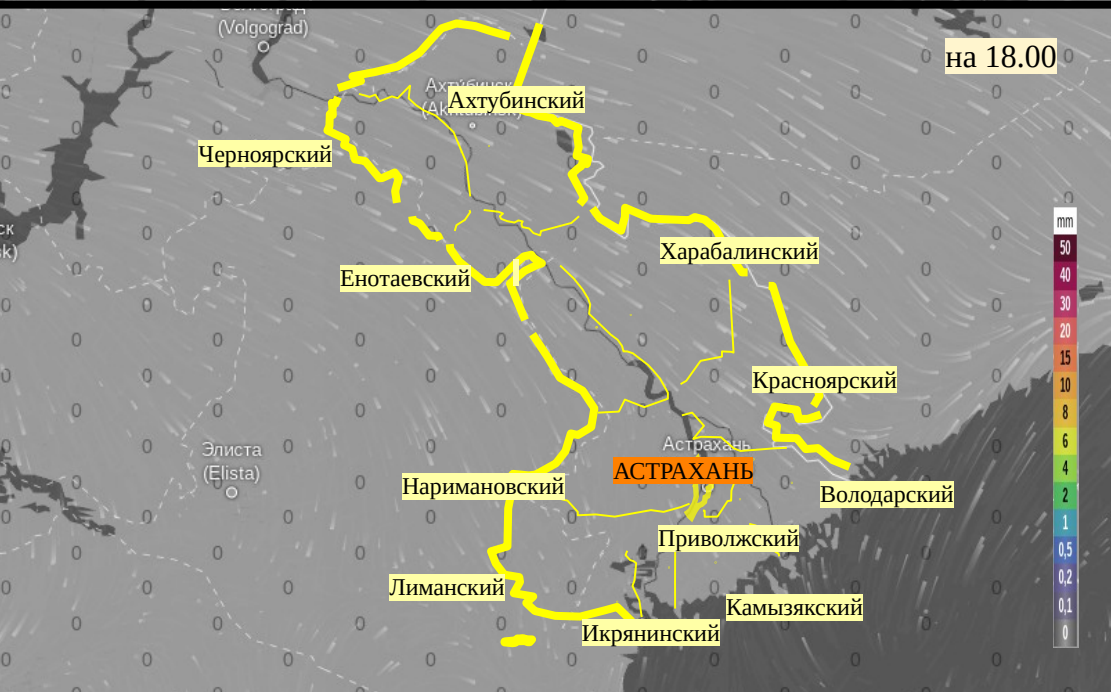 (Volgograd)
на 18.00
Ахтубинский
Черноярский
mm
50
40
30
20
15
10
8
6
4
2
1
0,5
0,2
0,1
0
Харабалинский
Енотаевский
Красноярский
Астрахань
АСТРАХАНЬ
Элиста
(Elista)
Наримановский
Володарский
Приволжский
Лиманский
Камызякский
Икрянинский